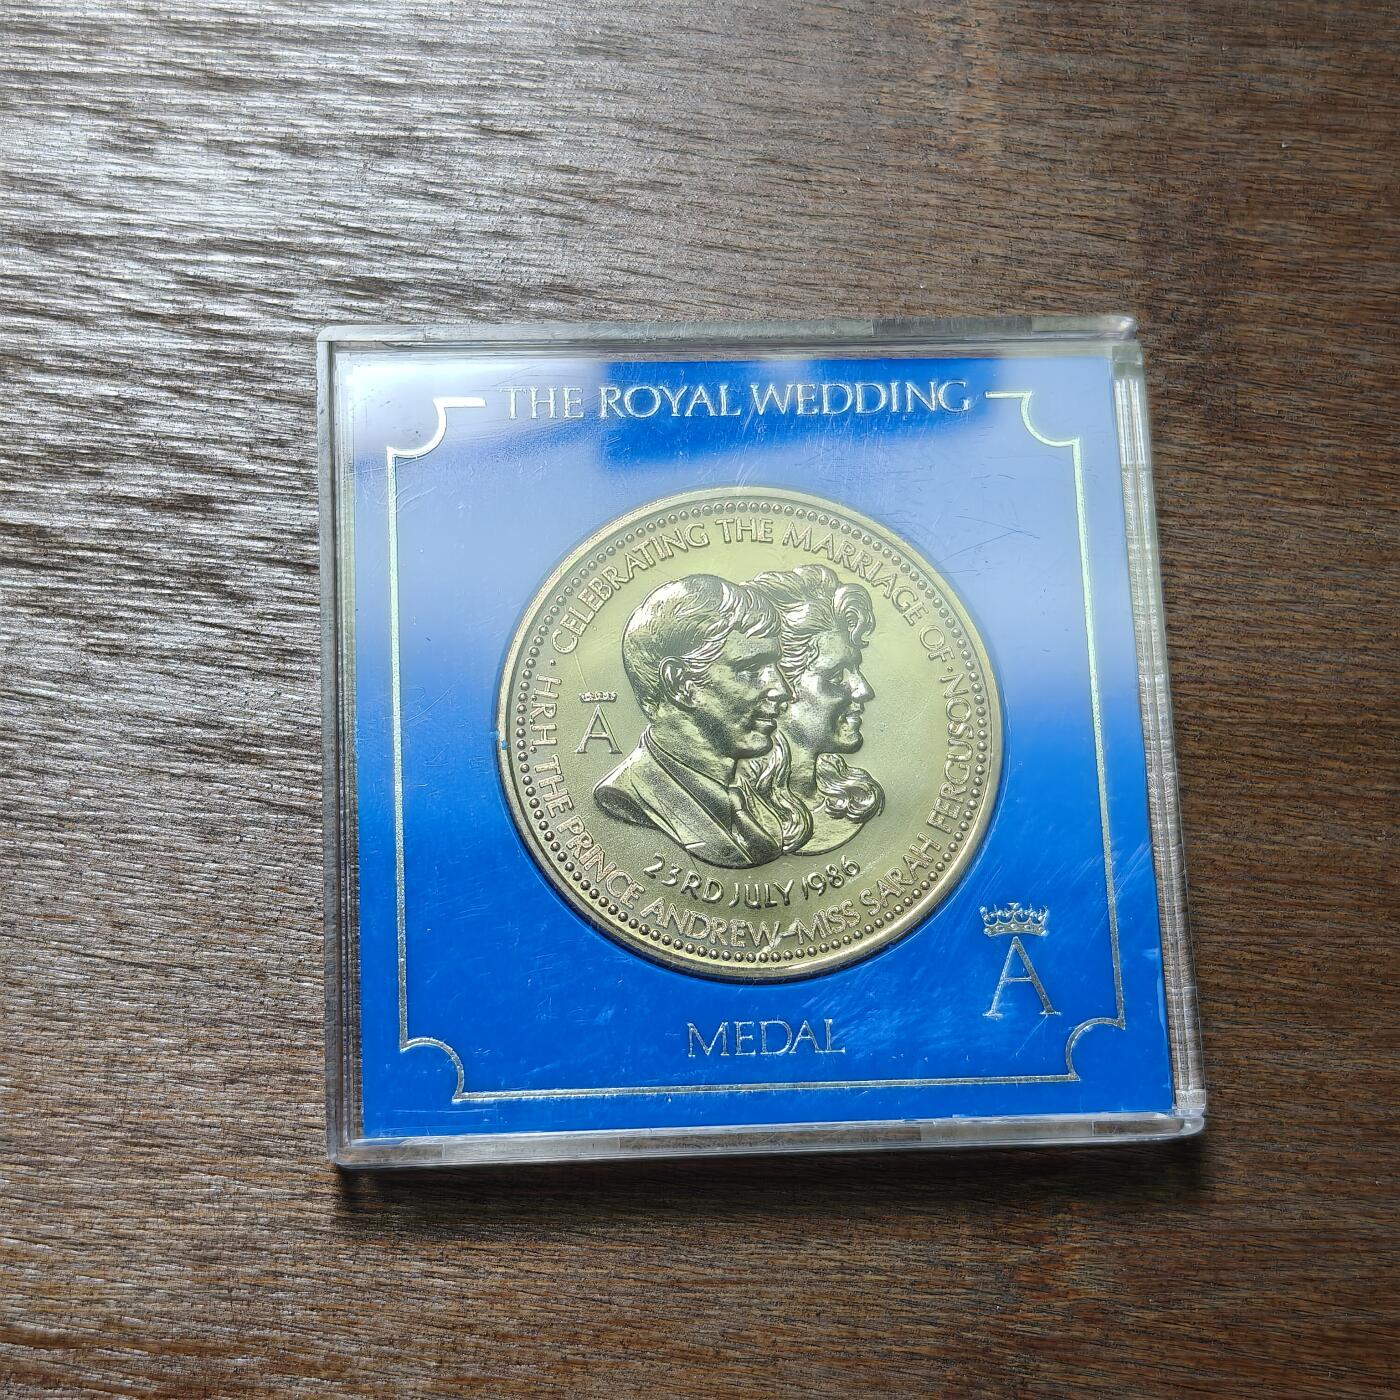 THE ROYAL WEDDING
· CELEBRATING THE MARRIAGE OF ·
H.R.H. THE PRINCE ANDREW - MISS SARAH FERGUSON
A
23RD JULY 1986
A
MEDAL